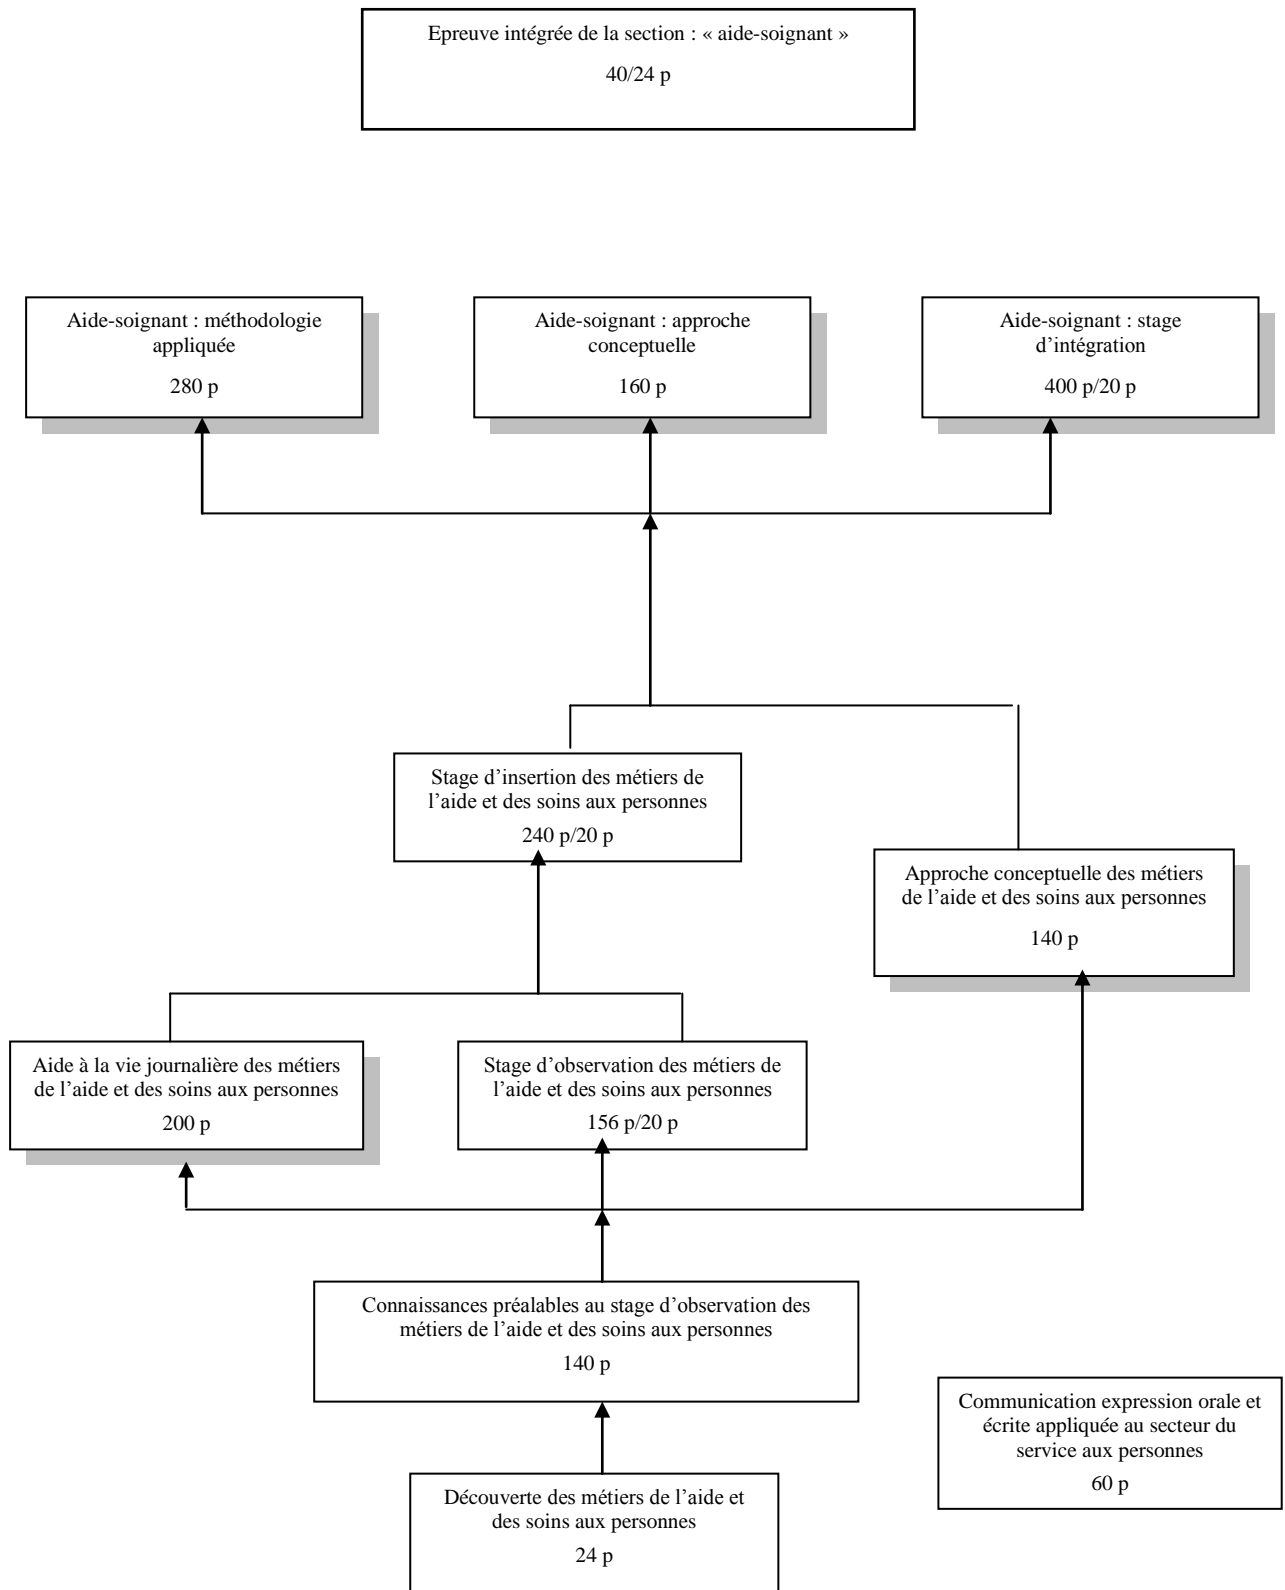 Epreuve intégrée de la section : « aide-soignant »
40/24 p
Aide-soignant : méthodologie
appliquée
280 p
Aide-soignant : approche
conceptuelle
160 p
Aide-soignant : stage
d’intégration
400 p/20 p
Stage d’insertion des métiers de
l’aide et des soins aux personnes
240 p/20 p
Approche conceptuelle des métiers
de l’aide et des soins aux personnes
140 p
Aide à la vie journalière des métiers
de l’aide et des soins aux personnes
200 p
Stage d’observation des métiers de
l’aide et des soins aux personnes
156 p/20 p
Connaissances préalables au stage d’observation des
métiers de l’aide et des soins aux personnes
140 p
Communication expression orale et
écrite appliquée au secteur du
service aux personnes
60 p
Découverte des métiers de l’aide et
des soins aux personnes
24 p